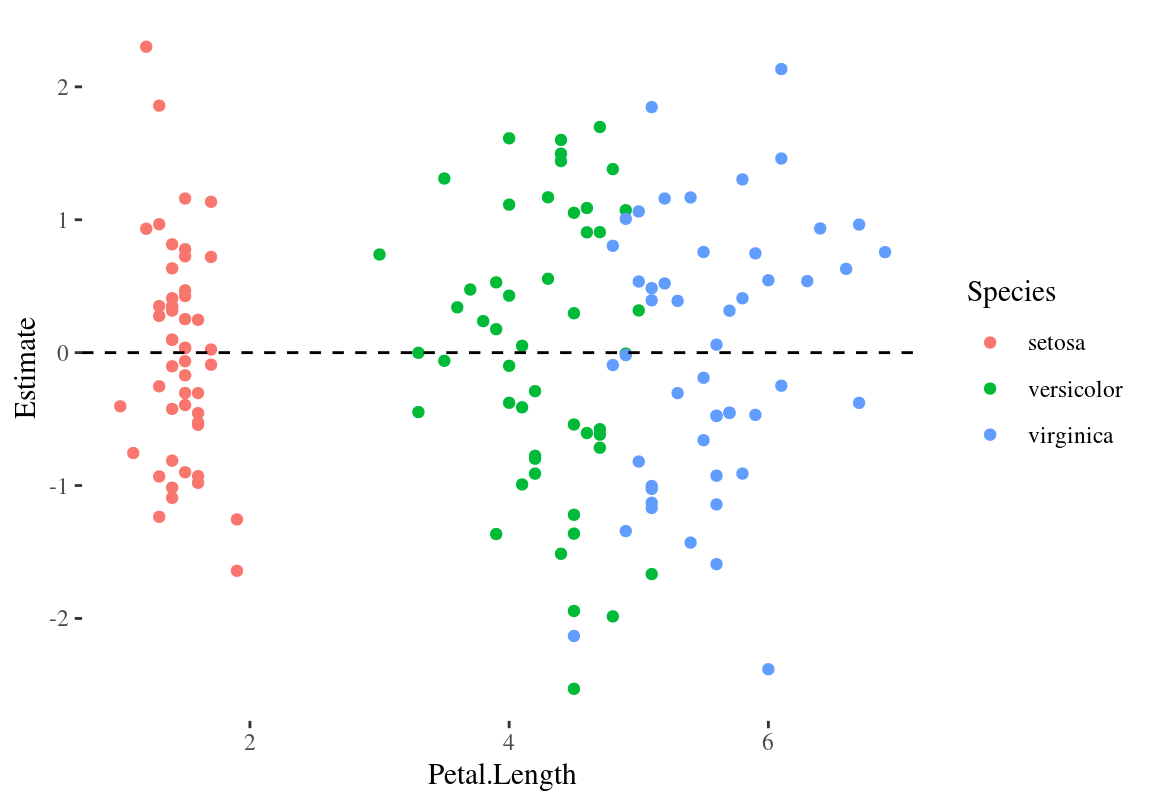 2
1
0
-1
-2
Estimate
2
4
6
Petal.Length
Species
setosa
versicolor
virginica